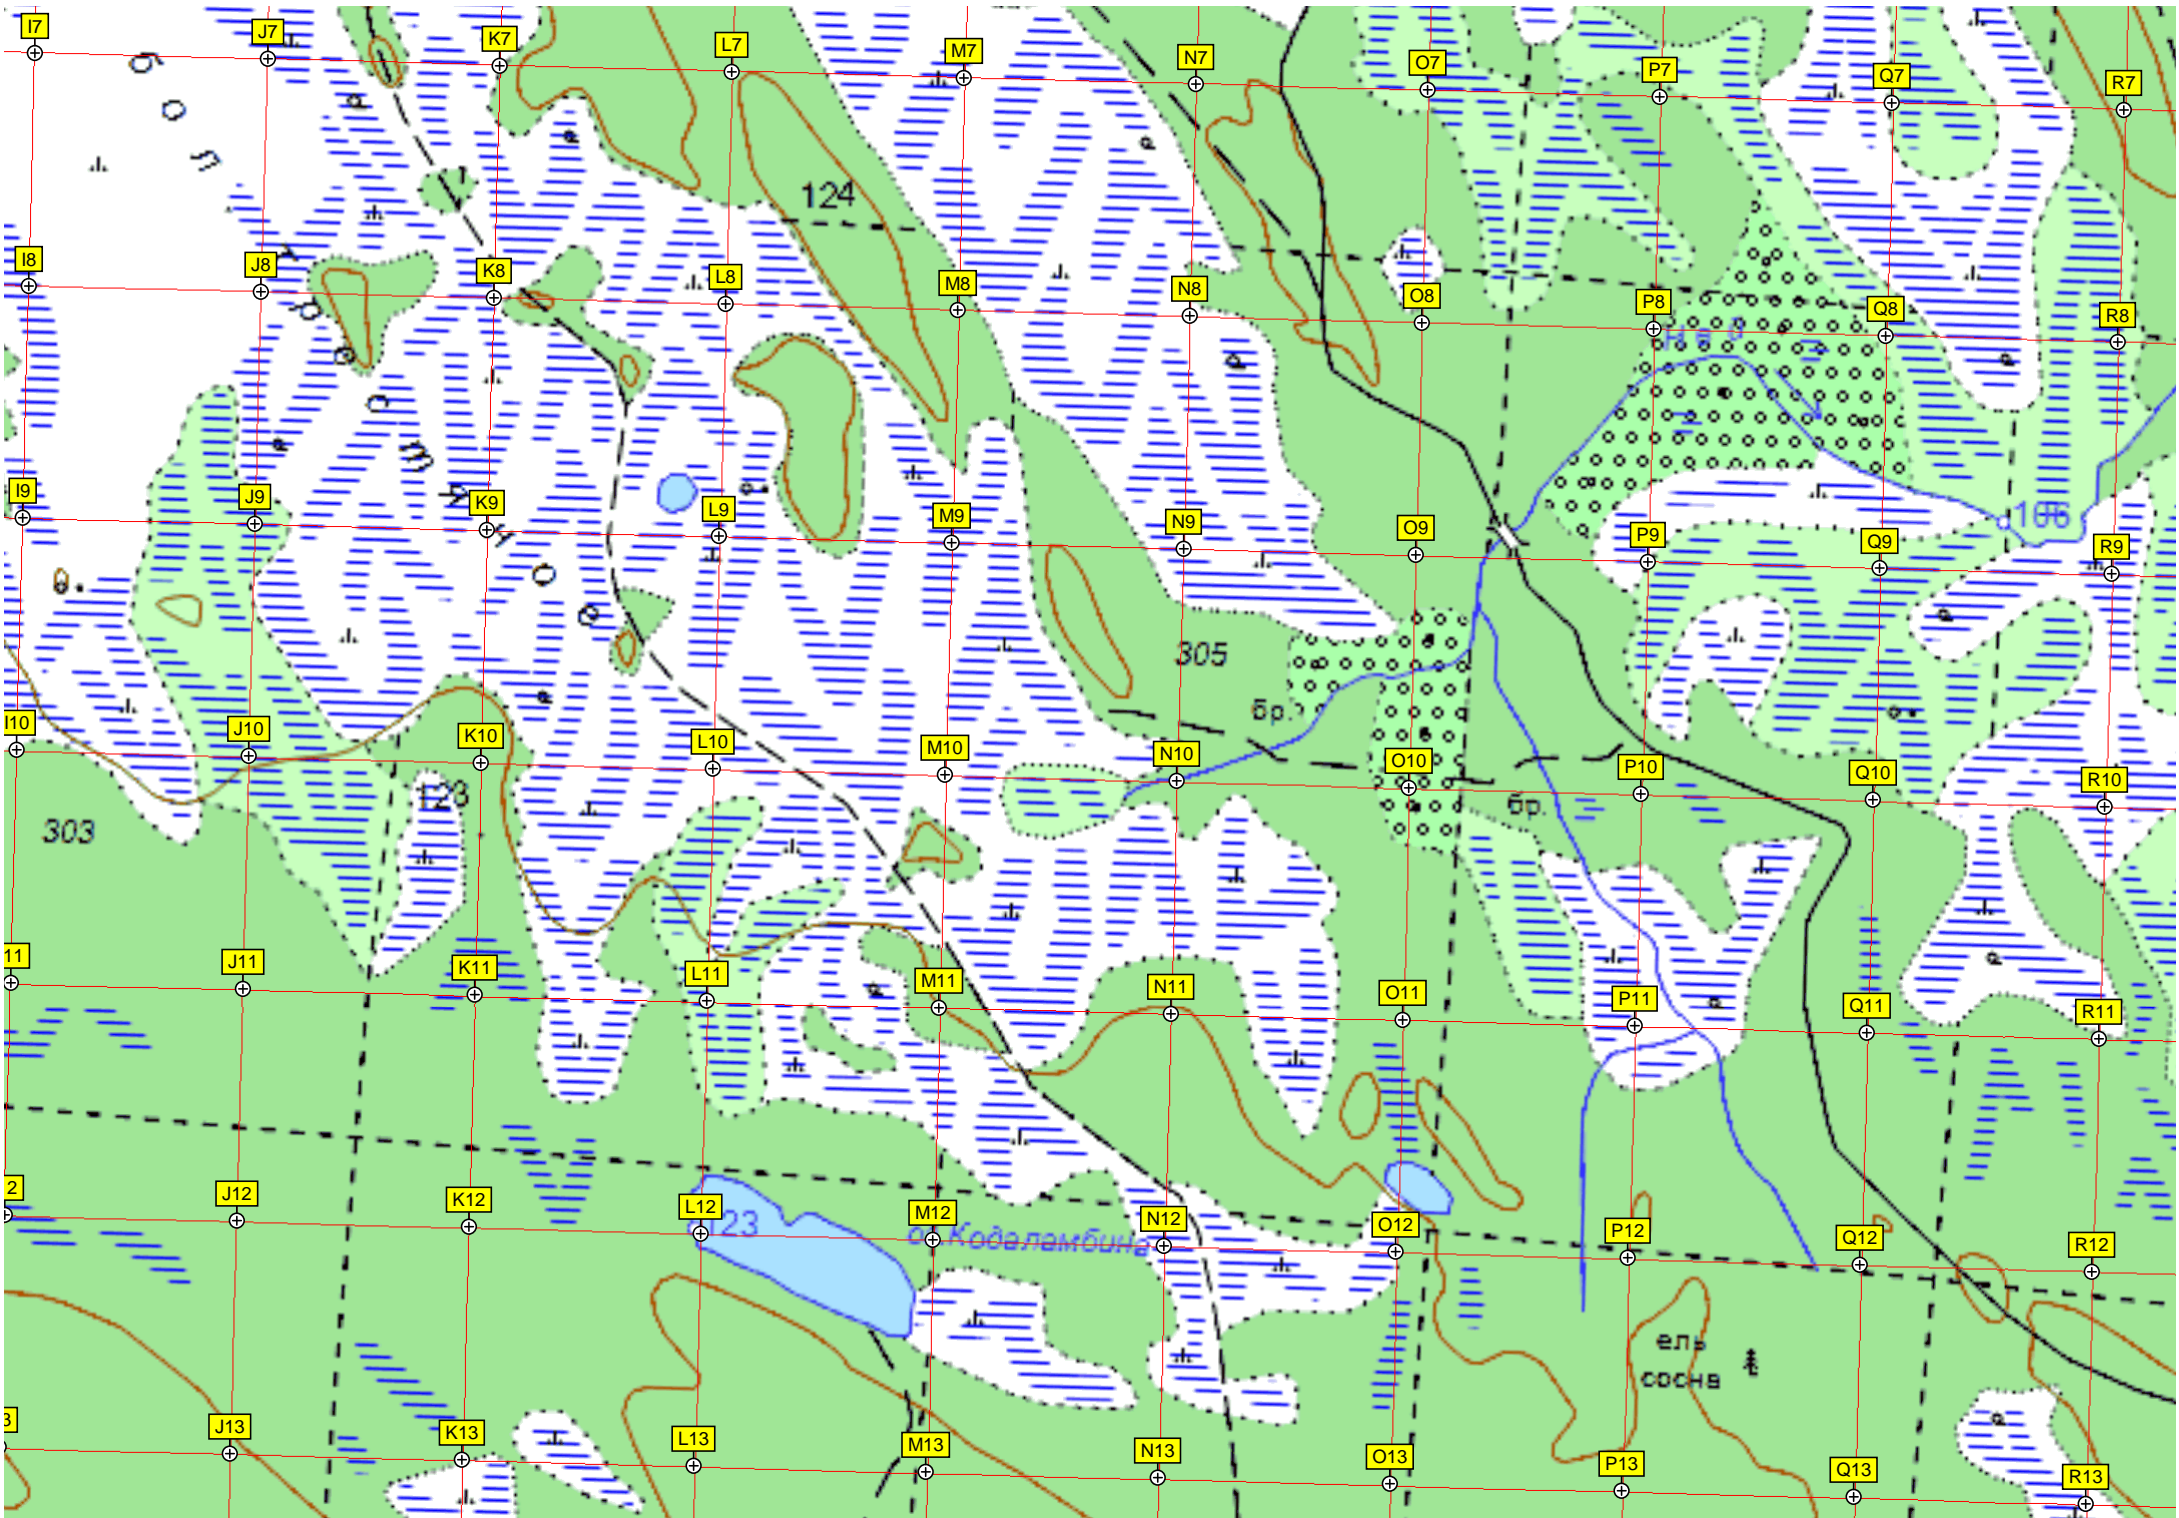 I7 J7 K7 L7 M7 N7 O7 P7 Q7 R7
124
I8 J8 K8 L8 M8 N8 O8 P8 Q8 R8
I9 J9 K9 L9 M9 N9 O9 P9 Q9 R9
106
305
бр.
I10 J10 K10 L10 M10 N10 O10 P10 Q10 R10
123
бр.
303
11 J11 K11 L11 M11 N11 O11 P11 Q11 R11
2 J12 K12 L12 M12 N12 O12 P12 Q12 R12
123
оз.Кодаламбина
ель
сосна
3 J13 K13 L13 M13 N13 O13 P13 Q13 R13